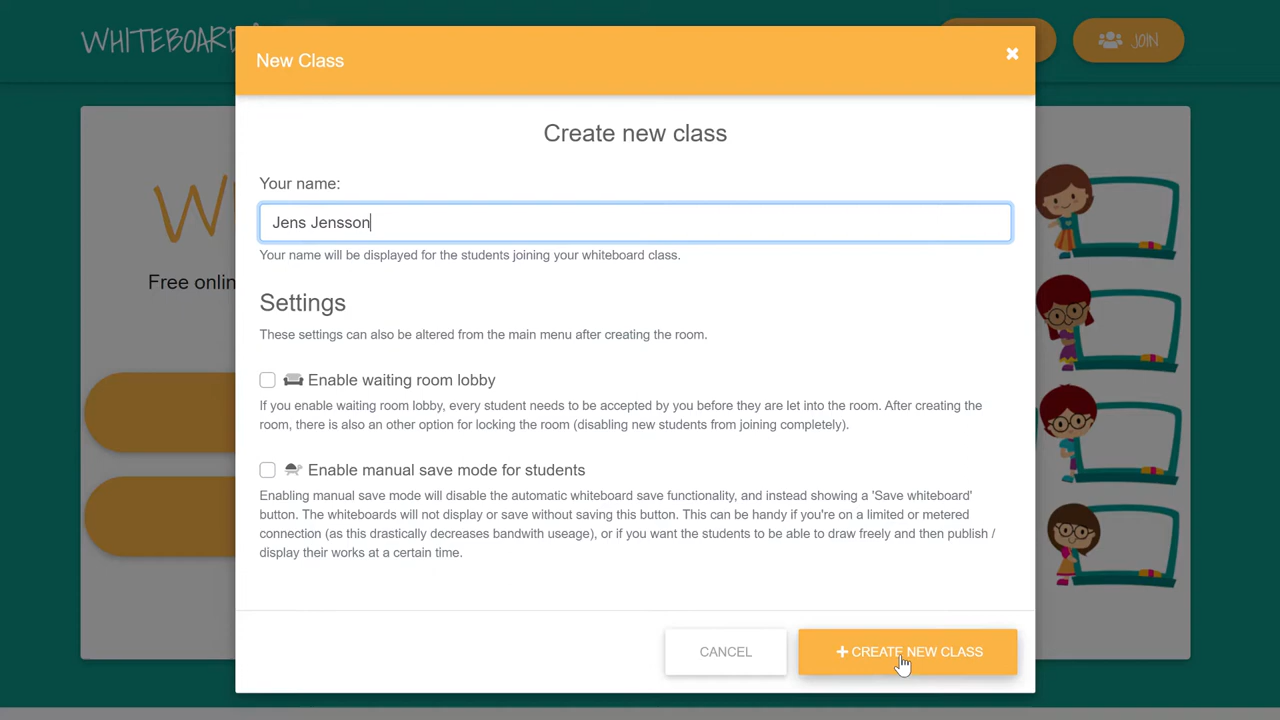 WHITEBOARD
JOIN
New Class
Create new class
Your name:
Jens Jensson
Your name will be displayed for the students joining your whiteboard class.
Settings
These settings can also be altered from the main menu after creating the room.
Enable waiting room lobby
If you enable waiting room lobby, every student needs to be accepted by you before they are let into the room. After creating the
room, there is also an other option for locking the room (disabling new students from joining completely).
Enable manual save mode for students
Enabling manual save mode will disable the automatic whiteboard save functionality, and instead showing a 'Save whiteboard'
button. The whiteboards will not display or save without saving this button. This can be handy if you're on a limited or metered
connection (as this drastically decreases bandwith useage), or if you want the students to be able to draw freely and then publish /
display their works at a certain time.
CANCEL
CREATE NEW CLASS
Free